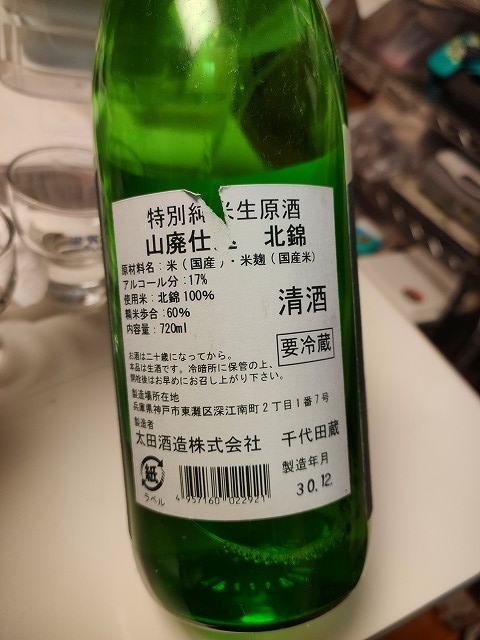 特別純米生原酒
山廃仕 北錦
原材料名：米（国産）・米麹（国産米）
アルコール分：17%
使用米：北錦100%
精米歩合：60%
内容量：720ml
清酒
要冷蔵
お酒は二十歳になってから。
本品は生酒です。冷暗所に保管の上、
開栓後はお早めにお召し上がり下さい。
製造場所在地
兵庫県神戸市東灘区深江南町2丁目1番7号
製造者
太田酒造株式会社 千代田蔵
紙
ラベル
4 957160 022921
製造年月
30.12.